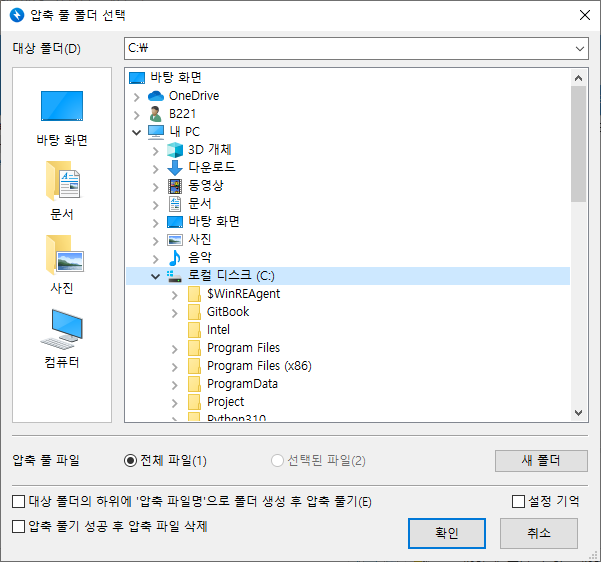 압축 풀 폴더 선택
대상 폴더(D)
C:\
바탕 화면
문서
사진
컴퓨터
바탕 화면
OneDrive
B221
내 PC
3D 개체
다운로드
동영상
문서
바탕 화면
사진
음악
로컬 디스크 (C:)
$WinREAgent
GitBook
Intel
Program Files
Program Files (x86)
ProgramData
Project
Python310
압축 풀 파일
전체 파일(1)
선택된 파일(2)
새 폴더
대상 폴더의 하위에 '압축 파일명'으로 폴더 생성 후 압축 풀기(E)
설정 기억
압축 풀기 성공 후 압축 파일 삭제
확인
취소